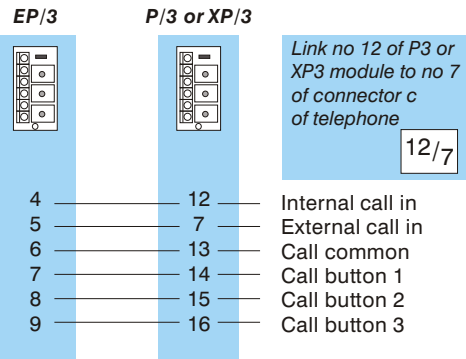 EP/3 P/3 or XP/3
Link no 12 of P3 or
XP3 module to no 7
of connector c
of telephone
12/7
4 12 Internal call in
5 7 External call in
6 13 Call common
7 14 Call button 1
8 15 Call button 2
9 16 Call button 3